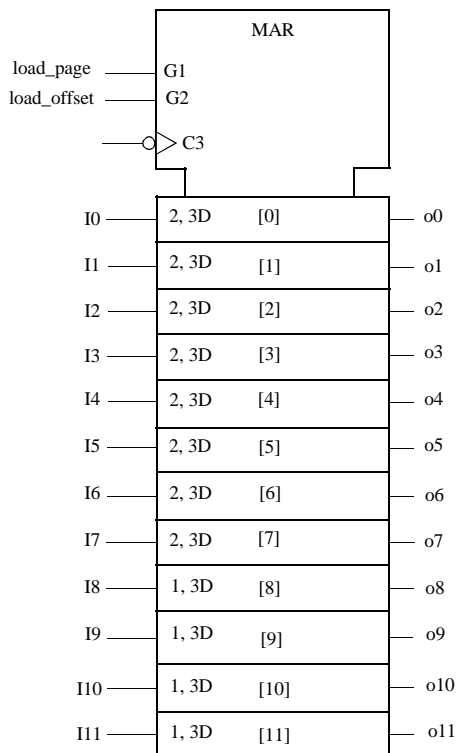 MAR
load_page G1
load_offset G2
C3
I0 2, 3D [0] o0
I1 2, 3D [1] o1
I2 2, 3D [2] o2
I3 2, 3D [3] o3
I4 2, 3D [4] o4
I5 2, 3D [5] o5
I6 2, 3D [6] o6
I7 2, 3D [7] o7
I8 1, 3D [8] o8
I9 1, 3D [9] o9
I10 1, 3D [10] o10
I11 1, 3D [11] o11